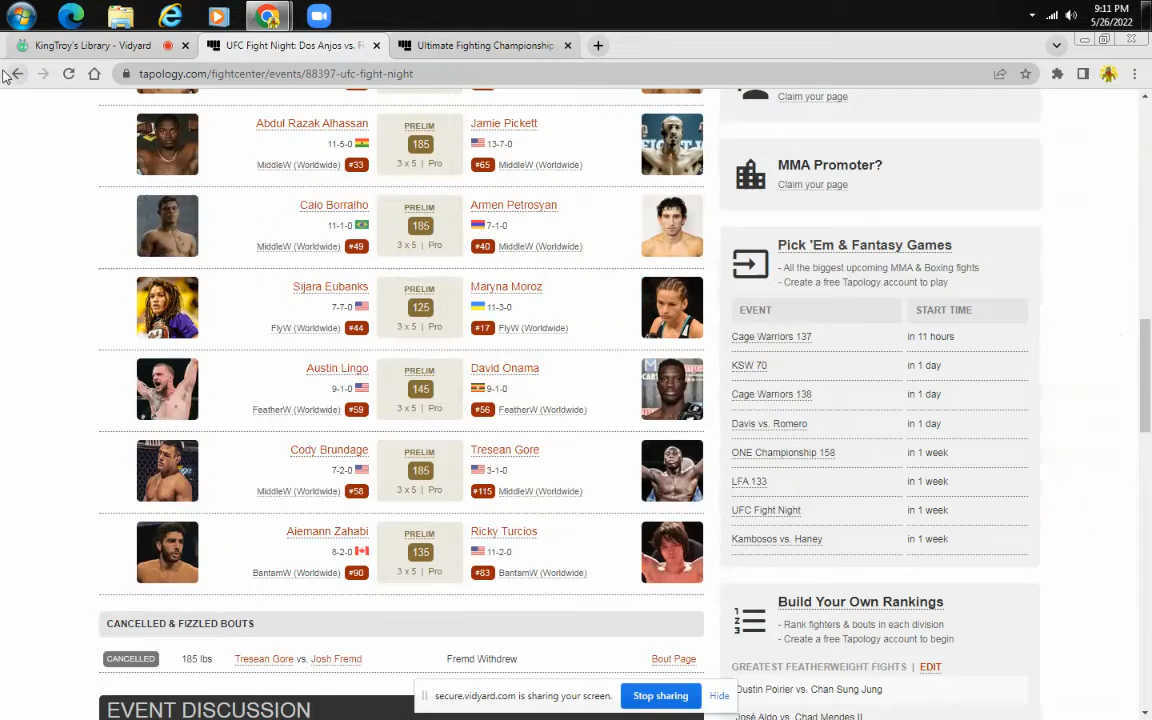 9:11 PM
5/26/2022
KingTroy's Library - Vidyard
UFC Fight Night: Dos Anjos vs. F
Ultimate Fighting Championship
tapology.com/fightcenter/events/88397-ufc-fight-night
Abdul Razak Alhassan PRELIM Jamie Pickett
11-5-0 185 13-7-0
MiddleW (Worldwide) #33 3 x 5 | Pro #65 MiddleW (Worldwide)
Caio Borralho PRELIM Armen Petrosyan
11-1-0 185 7-1-0
MiddleW (Worldwide) #49 3 x 5 | Pro #40 MiddleW (Worldwide)
Sijara Eubanks PRELIM Maryna Moroz
7-7-0 125 11-3-0
FlyW (Worldwide) #44 3 x 5 | Pro #17 FlyW (Worldwide)
Austin Lingo PRELIM David Onama
9-1-0 145 9-1-0
FeatherW (Worldwide) #59 3 x 5 | Pro #56 FeatherW (Worldwide)
Cody Brundage PRELIM Tresean Gore
7-2-0 185 3-1-0
MiddleW (Worldwide) #58 3 x 5 | Pro #115 MiddleW (Worldwide)
Aiemann Zahabi PRELIM Ricky Turcios
8-2-0 135 11-2-0
BantamW (Worldwide) #90 3 x 5 | Pro #83 BantamW (Worldwide)
CANCELLED & FIZZLED BOUTS
CANCELLED 185 lbs Tresean Gore vs. Josh Fremd Fremd Withdrew Bout Page
EVENT DISCUSSION
Claim your page
MMA Promoter?
Claim your page
Pick 'Em & Fantasy Games
- All the biggest upcoming MMA & Boxing fights
- Create a free Tapology account to play
EVENT START TIME
Cage Warriors 137 in 11 hours
KSW 70 in 1 day
Cage Warriors 138 in 1 day
Davis vs. Romero in 1 day
ONE Championship 158 in 1 week
LFA 133 in 1 week
UFC Fight Night in 1 week
Kambosos vs. Haney in 1 week
Build Your Own Rankings
- Rank fighters & bouts in each division
- Create a free Tapology account to begin
GREATEST FEATHERWEIGHT FIGHTS | EDIT
Dustin Poirier vs. Chan Sung Jung
José Aldo vs. Chad Mendes II
secure.vidyard.com is sharing your screen. Stop sharing Hide